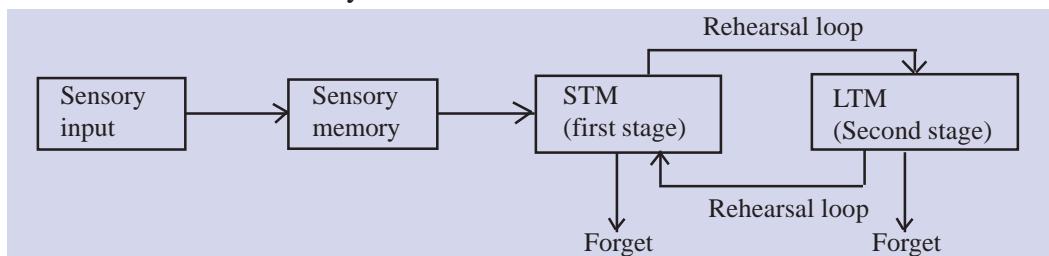 Rehearsal loop
Sensory
input
Sensory
memory
STM
(first stage)
LTM
(Second stage)
Rehearsal loop
Forget
Forget